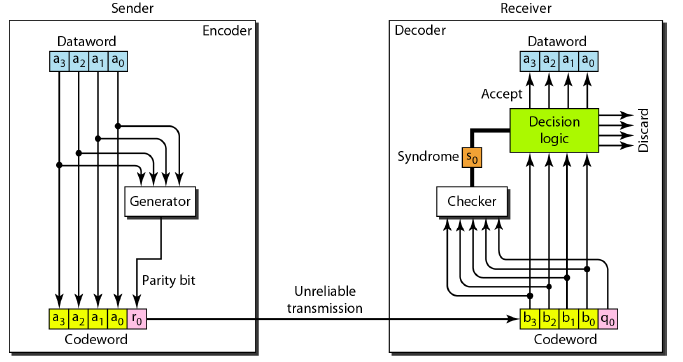 Sender
Receiver
Encoder
Decoder
Dataword
a3 a2 a1 a0
Generator
Parity bit
a3 a2 a1 a0 r0
Codeword
Unreliable
transmission
Dataword
a3 a2 a1 a0
Accept
Decision
logic
Discard
Syndrome
s0
Checker
b3 b2 b1 b0 q0
Codeword